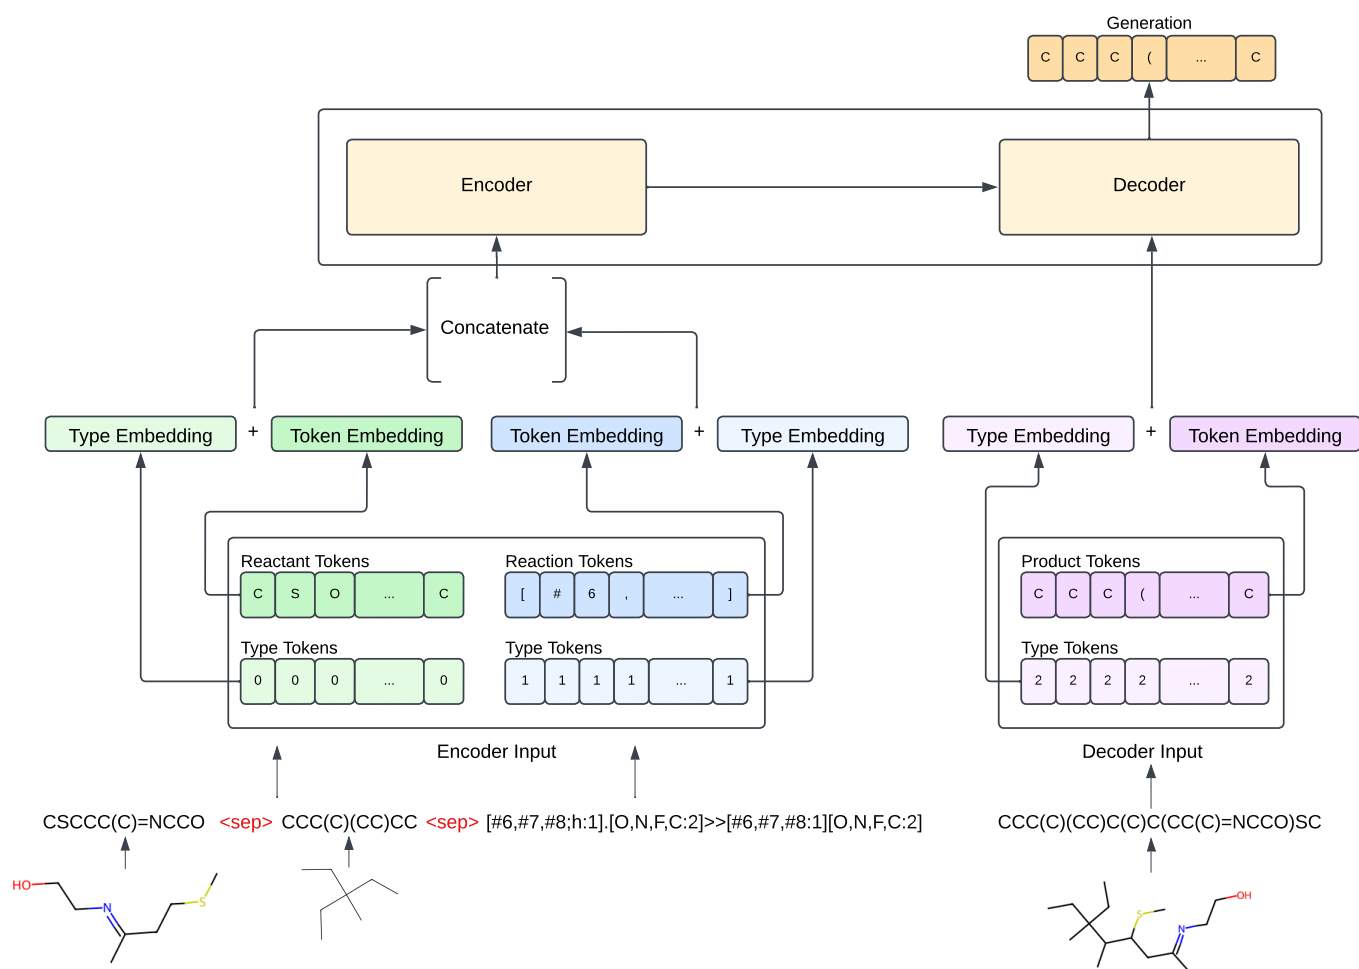 Generation
C C C ( ... C
Encoder
Decoder
Concatenate
Type Embedding + Token Embedding
Token Embedding + Type Embedding
Type Embedding + Token Embedding
Reactant Tokens
C S O ... C
Type Tokens
0 0 0 ... 0
Reaction Tokens
[ # 6 , ... ]
Type Tokens
1 1 1 1 ... 1
Encoder Input
Product Tokens
C C C ( ... C
Type Tokens
2 2 2 2 ... 2
Decoder Input
CSCCC(C)=NCCO <sep> CCC(C)(CC)CC <sep> [#6,#7,#8;h:1].[O,N,F,C:2]>>[#6,#7,#8:1][O,N,F,C:2]
CCC(C)(CC)C(C)C(CC(C)=NCCO)SC
HO
N
S
S
N
OH